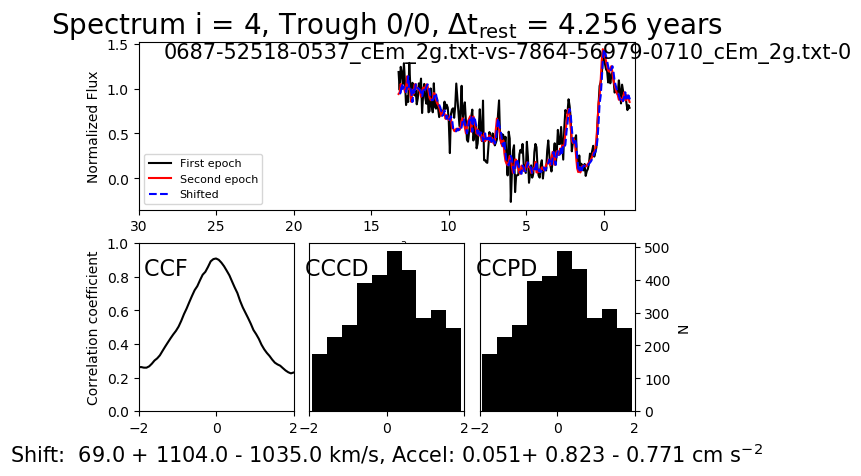 Spectrum i = 4, Trough 0/0, Δt_rest = 4.256 years
0687-52518-0537_cEm_2g.txt-vs-7864-56979-0710_cEm_2g.txt-0
Normalized Flux
1.5
1.0
0.5
0.0
First epoch
Second epoch
Shifted
30 25 20 15 10 5 0
Correlation coefficient
1.0
0.8
0.6
0.4
0.2
0.0
CCF
−2 0 2
CCCD
−2 0 2
CCPD
−2 0 2
500
400
300
200
100
0
N
Shift: 69.0 + 1104.0 - 1035.0 km/s, Accel: 0.051+ 0.823 - 0.771 cm s⁻²